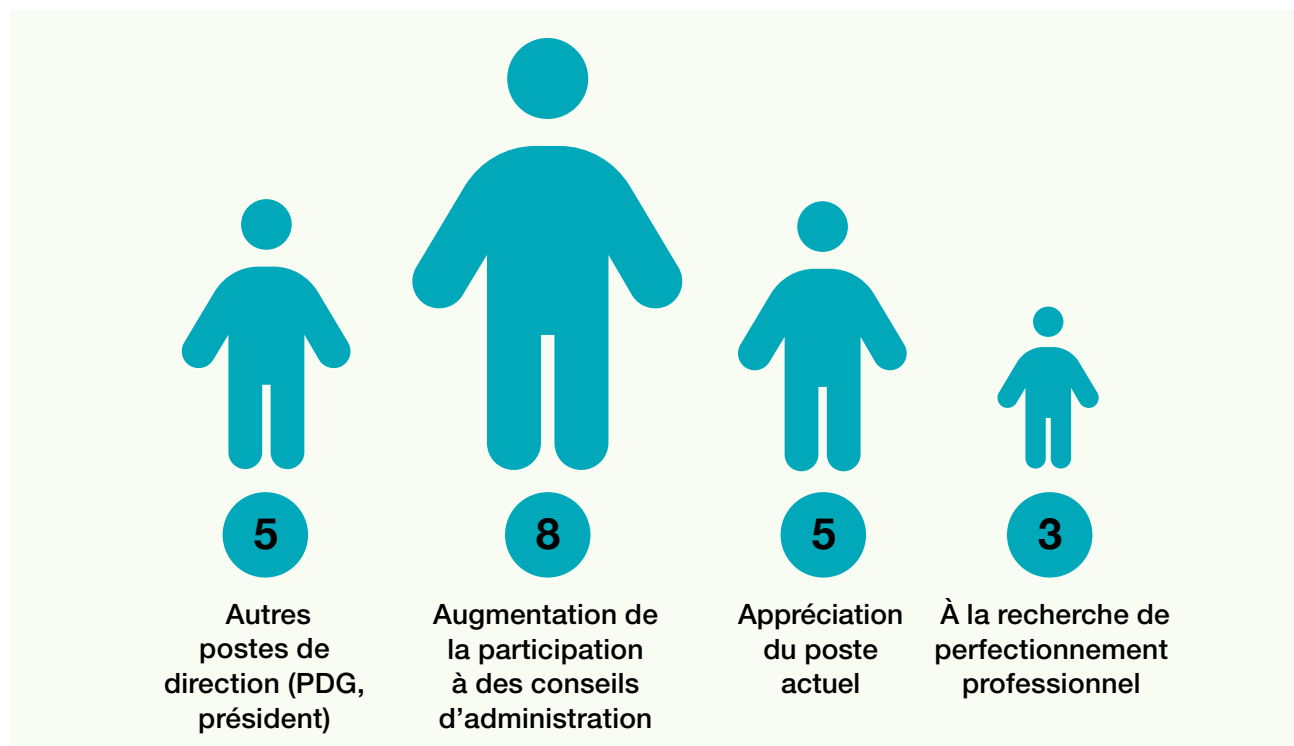 5
Autres
postes de
direction (PDG,
président)
8
Augmentation de
la participation
à des conseils
d’administration
5
Appréciation
du poste
actuel
3
À la recherche de
perfectionnement
professionnel